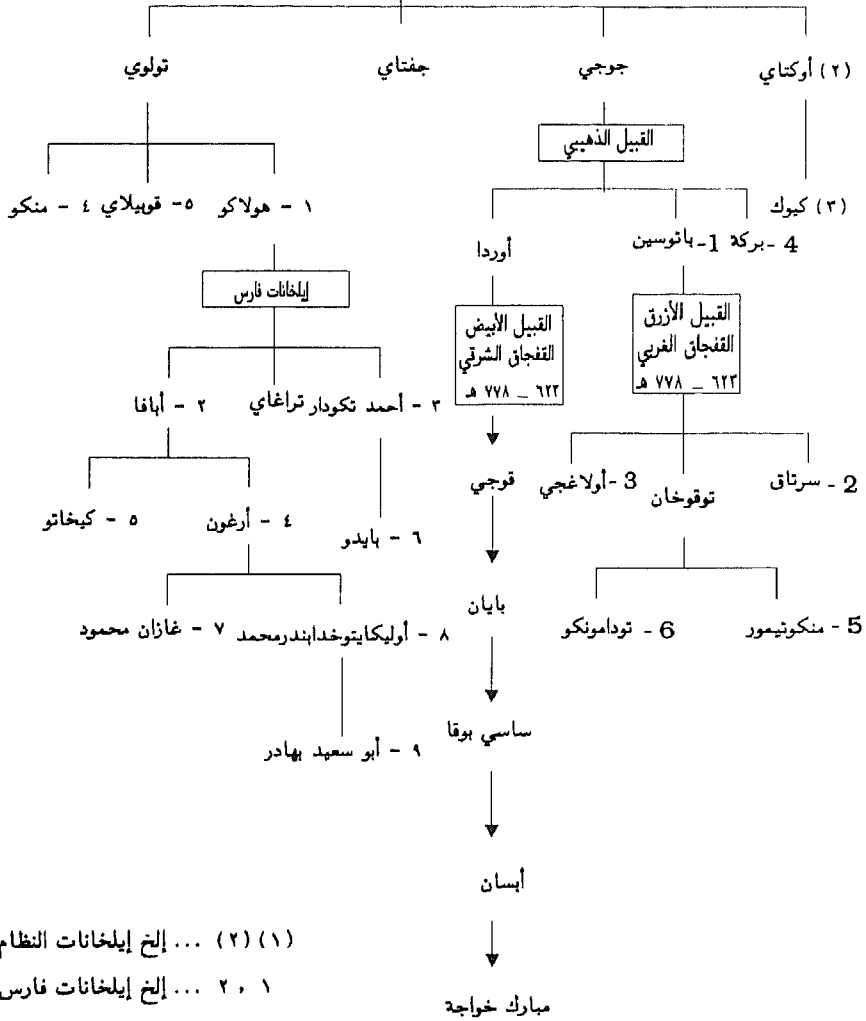 (٢) أوكتاي
جوجي
جفتاي
تولوي
القبيل الذهبيي
(٣) كيوك
١ - هولاكو
٥- قوبيلاي
٤ - منكو
4 - بركة
1- باتوسين
أوردا
إيلخانات فارس
القبيل الأزرق
القفجاق الغربي
٦٢٣ _ ٧٧٨ هـ
القبيل الأبيض
القفجاق الشرقي
٦٢٣ _ ٧٧٨ هـ
٣ - أحمد تكودار
تراغاي
٢ - أباقا
2 - سرتاق
توقوخان
3 - أولاغجي
قوجي
٤ - أرغون
٥ - كيخاتو
٦ - بايدو
بايان
5 - منكوتيمور
6 - تودامونكو
٨ - أوليكايتوخدابندرمحمد
٧ - غازان محمود
ساسي بوقا
٩ - أبو سعيد بهادر
أبسان
(١) (٢) ... إلخ إيلخانات النظام
١ ، ٢ ... إلخ إيلخانات فارس
مبارك خواجة